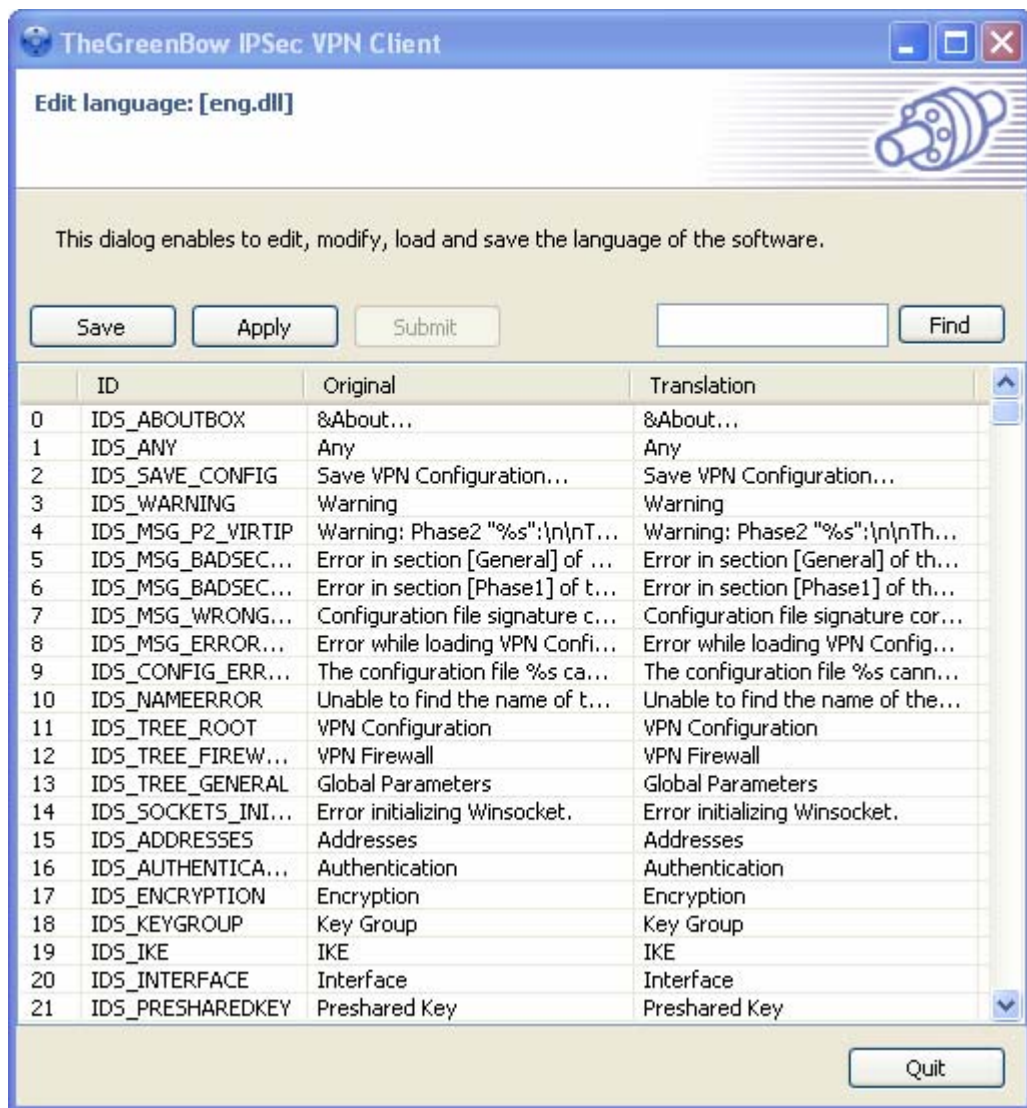 TheGreenBow IPSec VPN Client
Edit language: [eng.dll]
This dialog enables to edit, modify, load and save the language of the software.
Save Apply Submit Find
ID Original Translation
0 IDS_ABOUTBOX &About... &About...
1 IDS_ANY Any Any
2 IDS_SAVE_CONFIG Save VPN Configuration... Save VPN Configuration...
3 IDS_WARNING Warning Warning
4 IDS_MSG_P2_VIRTIP Warning: Phase2 "%s":\n\nT... Warning: Phase2 "%s":\n\nTh...
5 IDS_MSG_BADSEC... Error in section [General] of ... Error in section [General] of th...
6 IDS_MSG_BADSEC... Error in section [Phase1] of t... Error in section [Phase1] of th...
7 IDS_MSG_WRONG... Configuration file signature c... Configuration file signature cor...
8 IDS_MSG_ERROR... Error while loading VPN Confi... Error while loading VPN Config...
9 IDS_CONFIG_ERR... The configuration file %s ca... The configuration file %s cann...
10 IDS_NAMEERROR Unable to find the name of t... Unable to find the name of the...
11 IDS_TREE_ROOT VPN Configuration VPN Configuration
12 IDS_TREE_FIREW... VPN Firewall VPN Firewall
13 IDS_TREE_GENERAL Global Parameters Global Parameters
14 IDS_SOCKETS_INI... Error initializing Winsocket. Error initializing Winsocket.
15 IDS_ADDRESSES Addresses Addresses
16 IDS_AUTHENTICA... Authentication Authentication
17 IDS_ENCRYPTION Encryption Encryption
18 IDS_KEYGROUP Key Group Key Group
19 IDS_IKE IKE IKE
20 IDS_INTERFACE Interface Interface
21 IDS_PRESHAREDKEY Preshared Key Preshared Key
Quit